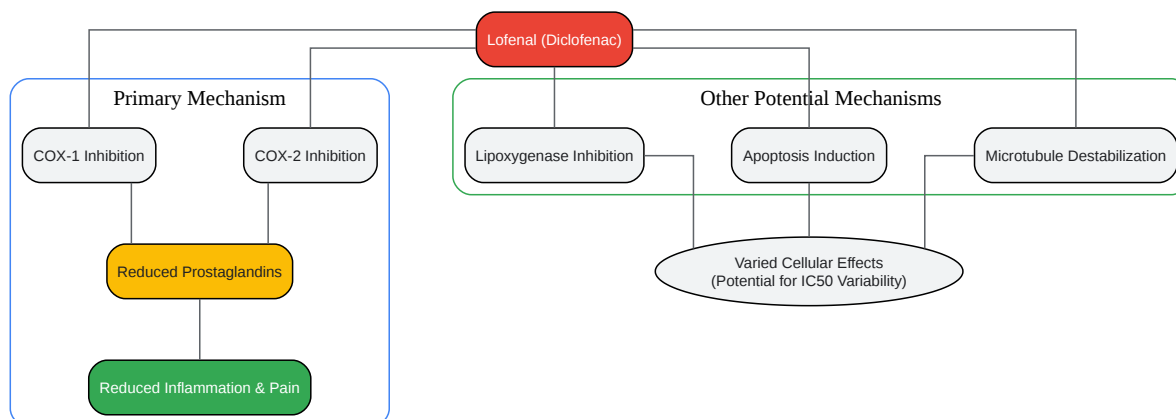 Lofenal (Diclofenac)
Primary Mechanism
Other Potential Mechanisms
COX-1 Inhibition
COX-2 Inhibition
Lipoxygenase Inhibition
Apoptosis Induction
Microtubule Destabilization
Reduced Prostaglandins
Varied Cellular Effects
(Potential for IC50 Variability)
Reduced Inflammation & Pain